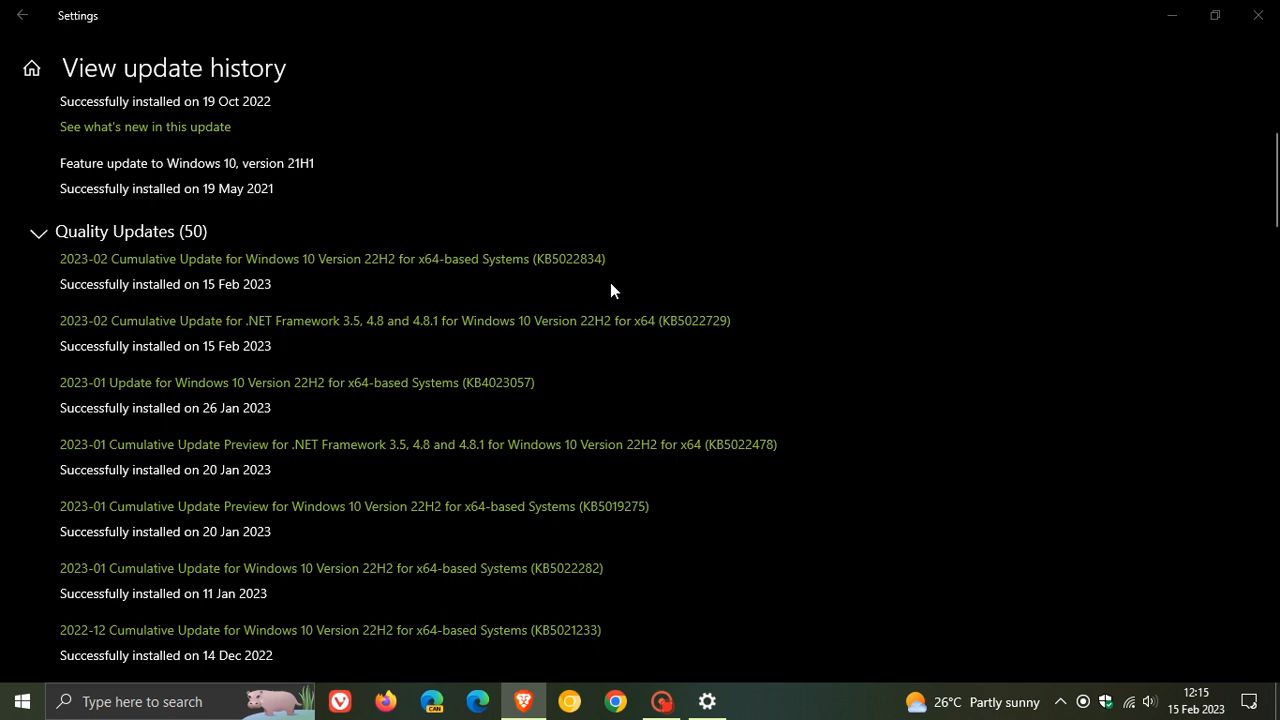 Settings
View update history
Successfully installed on 19 Oct 2022
See what's new in this update
Feature update to Windows 10, version 21H1
Successfully installed on 19 May 2021
Quality Updates (50)
2023-02 Cumulative Update for Windows 10 Version 22H2 for x64-based Systems (KB5022834)
Successfully installed on 15 Feb 2023
2023-02 Cumulative Update for .NET Framework 3.5, 4.8 and 4.8.1 for Windows 10 Version 22H2 for x64 (KB5022729)
Successfully installed on 15 Feb 2023
2023-01 Update for Windows 10 Version 22H2 for x64-based Systems (KB4023057)
Successfully installed on 26 Jan 2023
2023-01 Cumulative Update Preview for .NET Framework 3.5, 4.8 and 4.8.1 for Windows 10 Version 22H2 for x64 (KB5022478)
Successfully installed on 20 Jan 2023
2023-01 Cumulative Update Preview for Windows 10 Version 22H2 for x64-based Systems (KB5019275)
Successfully installed on 20 Jan 2023
2023-01 Cumulative Update for Windows 10 Version 22H2 for x64-based Systems (KB5022282)
Successfully installed on 11 Jan 2023
2022-12 Cumulative Update for Windows 10 Version 22H2 for x64-based Systems (KB5021233)
Successfully installed on 14 Dec 2022
Type here to search
CAN
26°C Partly sunny
12:15
15 Feb 2023